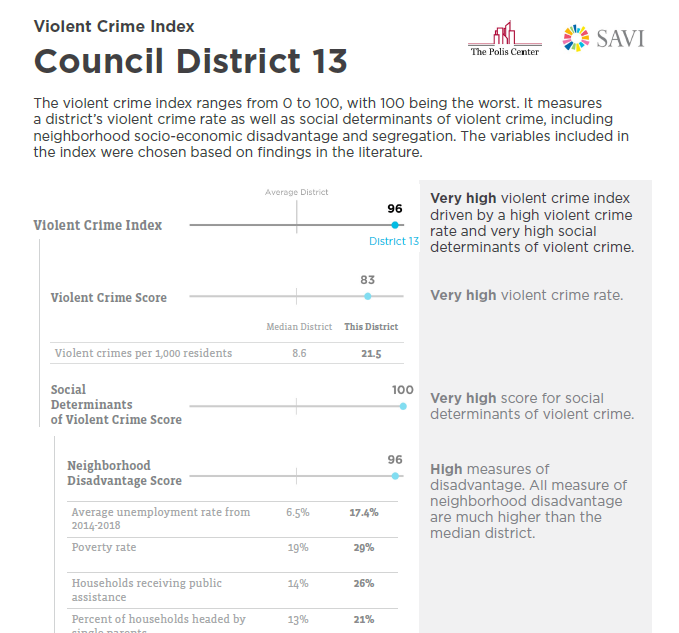 Violent Crime Index
Council District 13
The Polis Center
SAVI
The violent crime index ranges from 0 to 100, with 100 being the worst. It measures
a district's violent crime rate as well as social determinants of violent crime, including
neighborhood socio-economic disadvantage and segregation. The variables included in
the index were chosen based on findings in the literature.
Average District
96
Violent Crime Index
District 13
Very high violent crime index
driven by a high violent crime
rate and very high social
determinants of violent crime.
83
Violent Crime Score
Very high violent crime rate.
Median District This District
Violent crimes per 1,000 residents 8.6 21.5
Social
Determinants
of Violent Crime Score
100
Very high score for social
determinants of violent crime.
Neighborhood
Disadvantage Score
96
High measures of
disadvantage. All measure of
neighborhood disadvantage
are much higher than the
median district.
Average unemployment rate from 6.5% 17.4%
2014-2018
Poverty rate 19% 29%
Households receiving public 14% 26%
assistance
Percent of households headed by 13% 21%
single parents